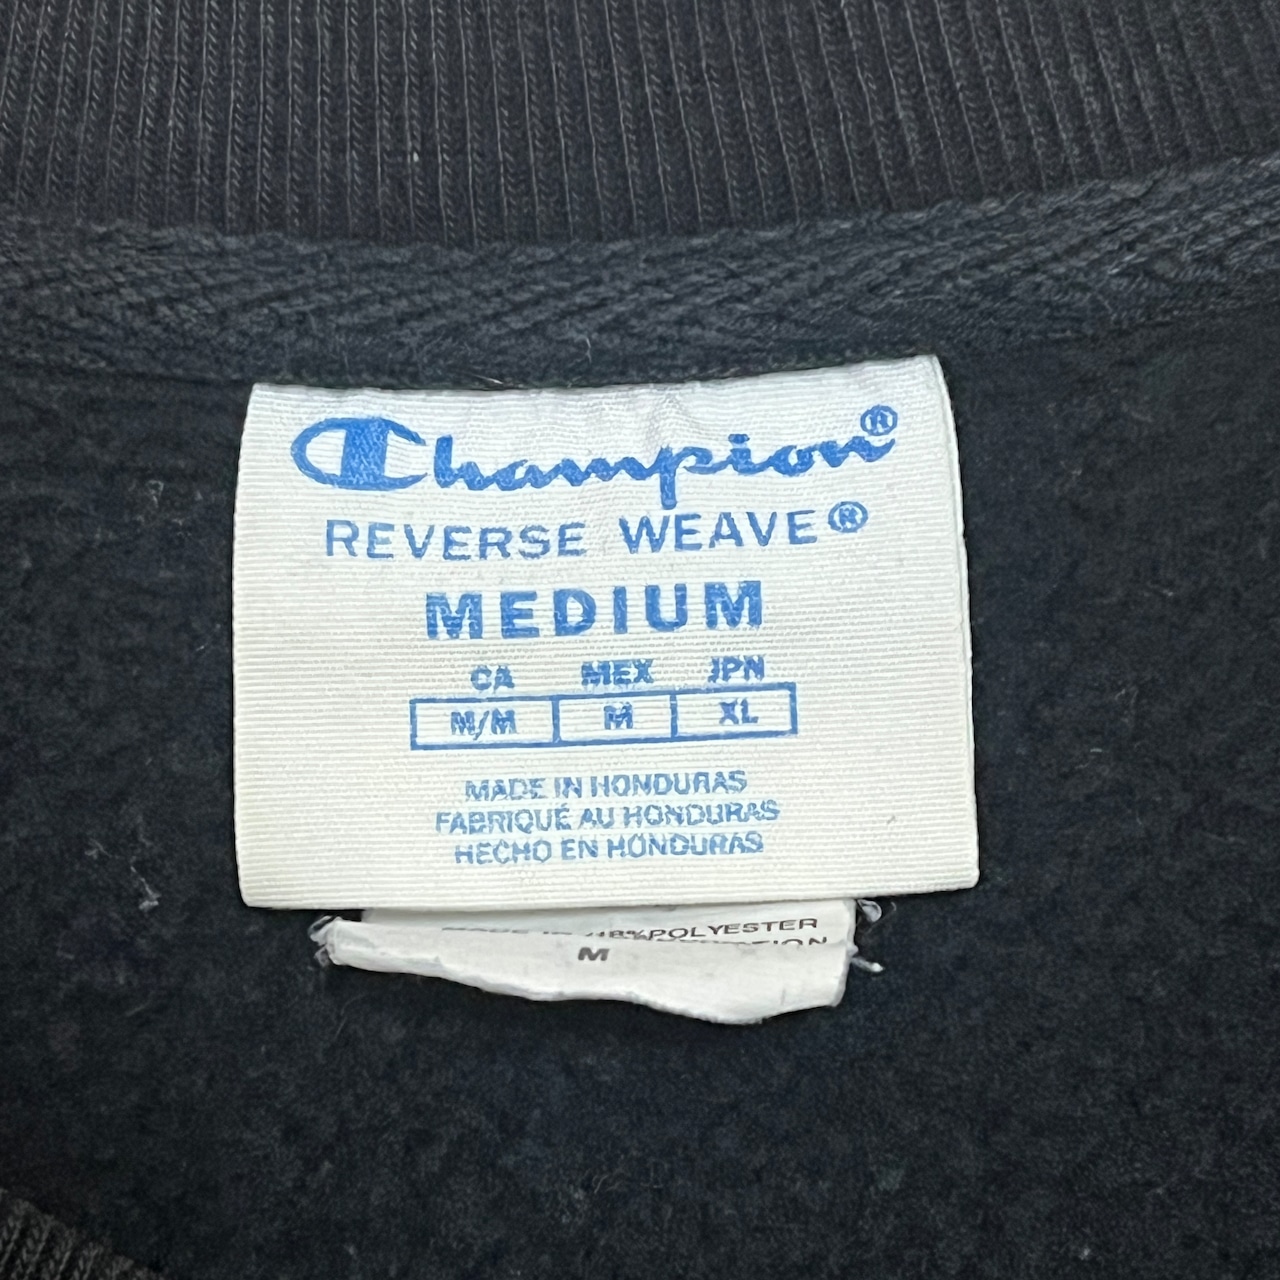 Champion®
REVERSE WEAVE®
MEDIUM
CA MEX JPN
M/M M XL
MADE IN HONDURAS
FABRIQUÉ AU HONDURAS
HECHO EN HONDURAS
POLYESTER
M